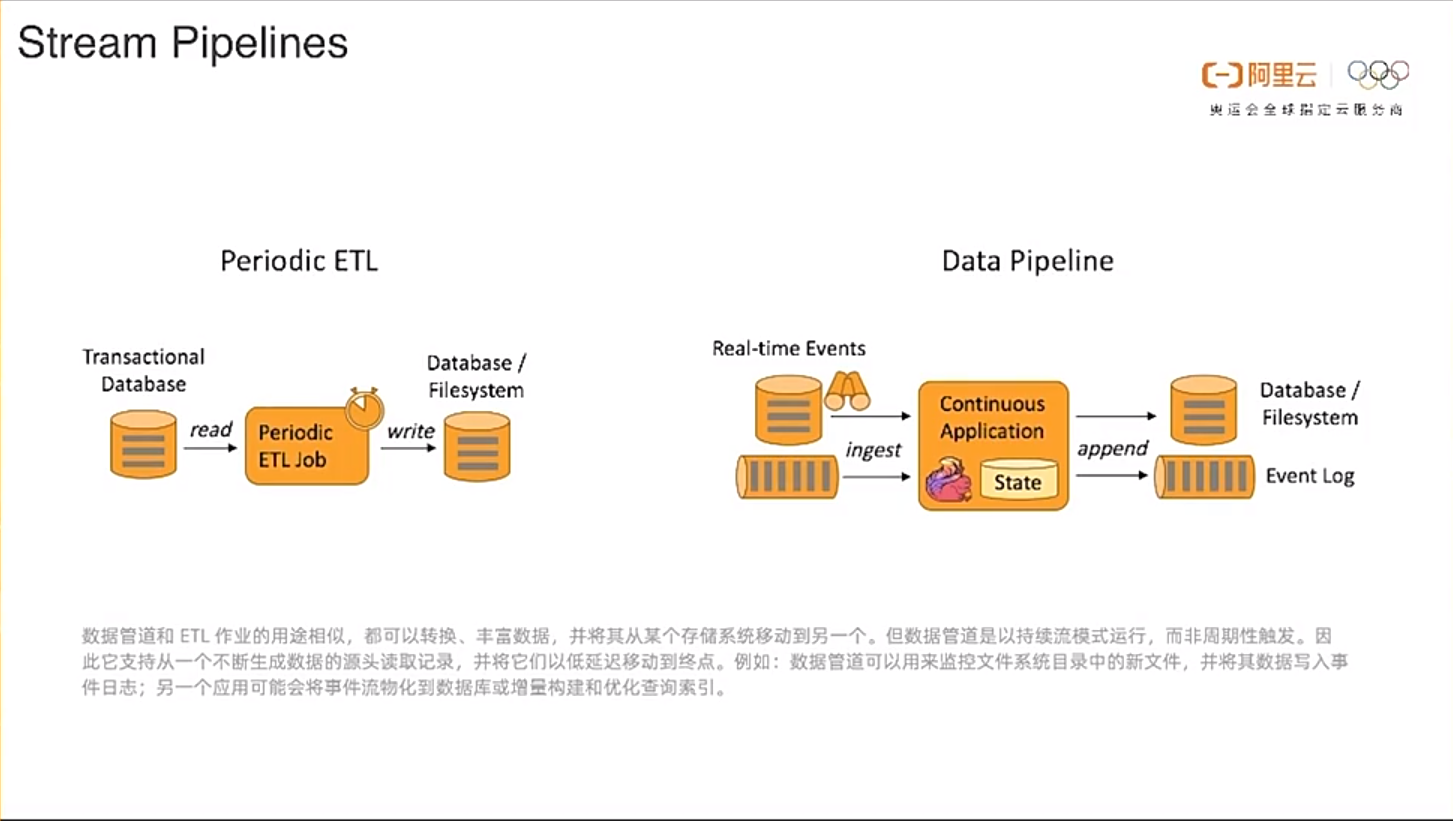 Stream Pipelines
阿里云
奥运会全球指定云服务商
Periodic ETL
Transactional
Database
read
Periodic
ETL Job
write
Database /
Filesystem
Data Pipeline
Real-time Events
ingest
Continuous
Application
State
append
Database /
Filesystem
Event Log
数据管道和 ETL 作业的用途相似，都可以转换、丰富数据，并将其从某个存储系统移动到另一个。但数据管道是以持续流模式运行，而非周期性触发。因
此它支持从一个不断生成数据的源头读取记录，并将它们以低延迟移动到终点。例如：数据管道可以用来监控文件系统目录中的新文件，并将其数据写入事
件日志；另一个应用可能会将事件流物化到数据库或增量构建和优化查询索引。